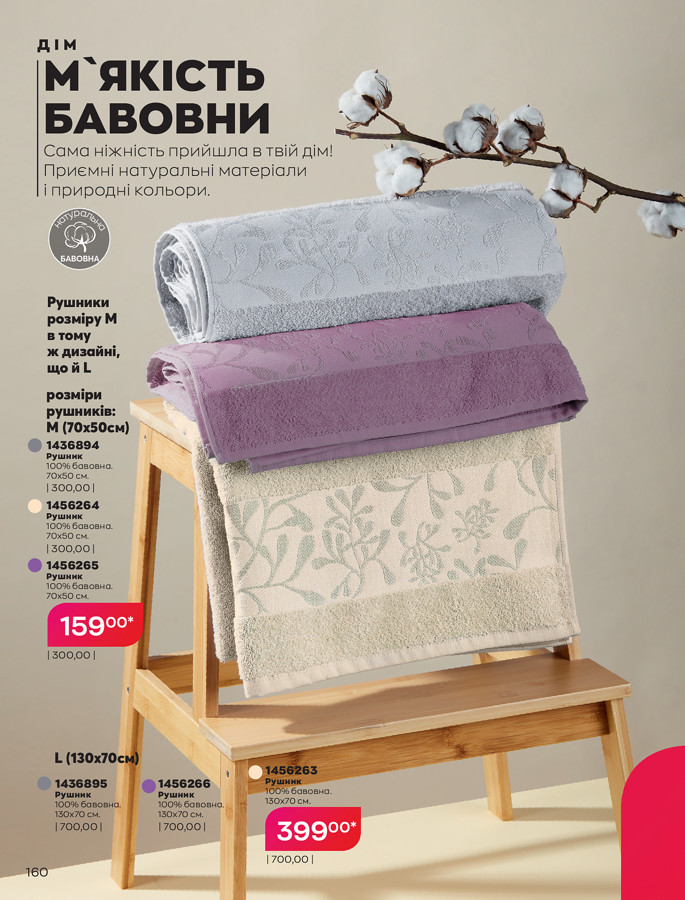 ДІМ
М`ЯКІСТЬ
БАВОВНИ
Сама ніжність прийшла в твій дім!
Приємні натуральні матеріали
і природні кольори.
натуральна
БАВОВНА
Рушники
розміру М
в тому
ж дизайні,
що й L
розміри
рушників:
М (70х50см)
1436894
Рушник
100% бавовна.
70х50 см.
| 300,00 |
1456264
Рушник
100% бавовна.
70х50 см.
| 300,00 |
1456265
Рушник
100% бавовна.
70х50 см.
159⁰⁰*
| 300,00 |
L (130х70см)
1436895
Рушник
100% бавовна.
130х70 см.
| 700,00 |
1456266
Рушник
100% бавовна.
130х70 см.
| 700,00 |
1456263
Рушник
100% бавовна.
130х70 см.
399⁰⁰*
| 700,00 |
160